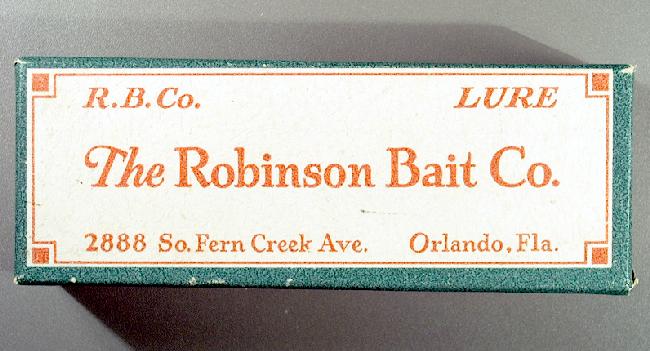 R.B.Co. LURE
The Robinson Bait Co.
2888 So. Fern Creek Ave. Orlando, Fla.